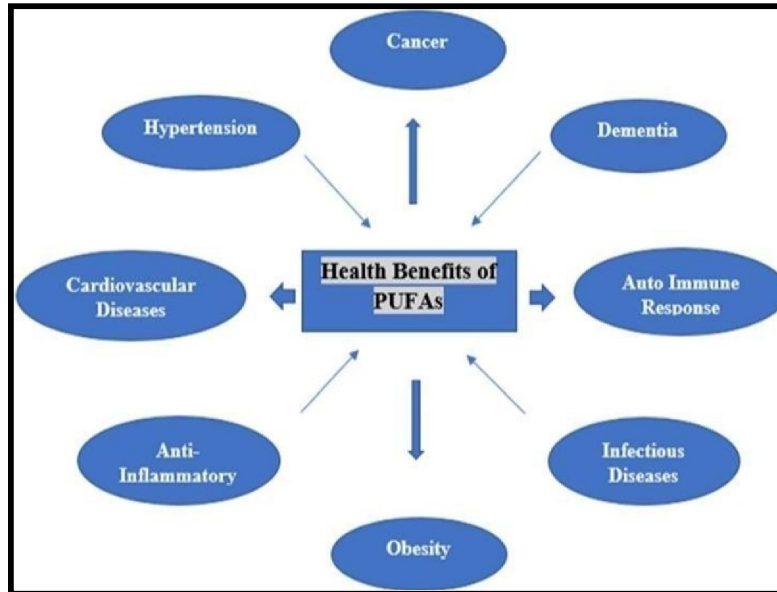 Cancer
Hypertension
Dementia
Health Benefits of
PUFAs
Cardiovascular
Diseases
Auto Immune
Response
Anti-
Inflammatory
Infectious
Diseases
Obesity